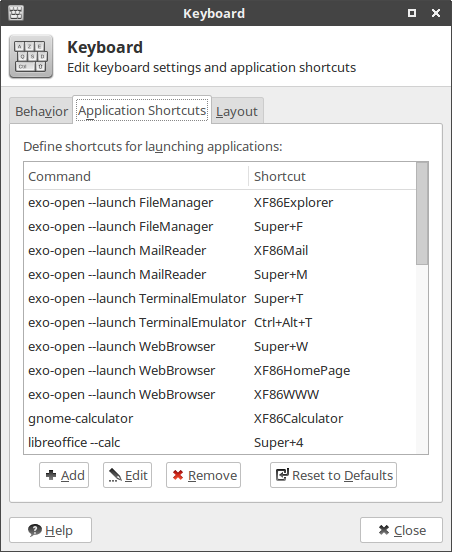 Keyboard
Keyboard
Edit keyboard settings and application shortcuts
Behavior Application Shortcuts Layout
Define shortcuts for launching applications:
Command Shortcut
exo-open --launch FileManager XF86Explorer
exo-open --launch FileManager Super+F
exo-open --launch MailReader XF86Mail
exo-open --launch MailReader Super+M
exo-open --launch TerminalEmulator Super+T
exo-open --launch TerminalEmulator Ctrl+Alt+T
exo-open --launch WebBrowser Super+W
exo-open --launch WebBrowser XF86HomePage
exo-open --launch WebBrowser XF86WWW
gnome-calculator XF86Calculator
libreoffice --calc Super+4
Add Edit Remove Reset to Defaults
Help Close